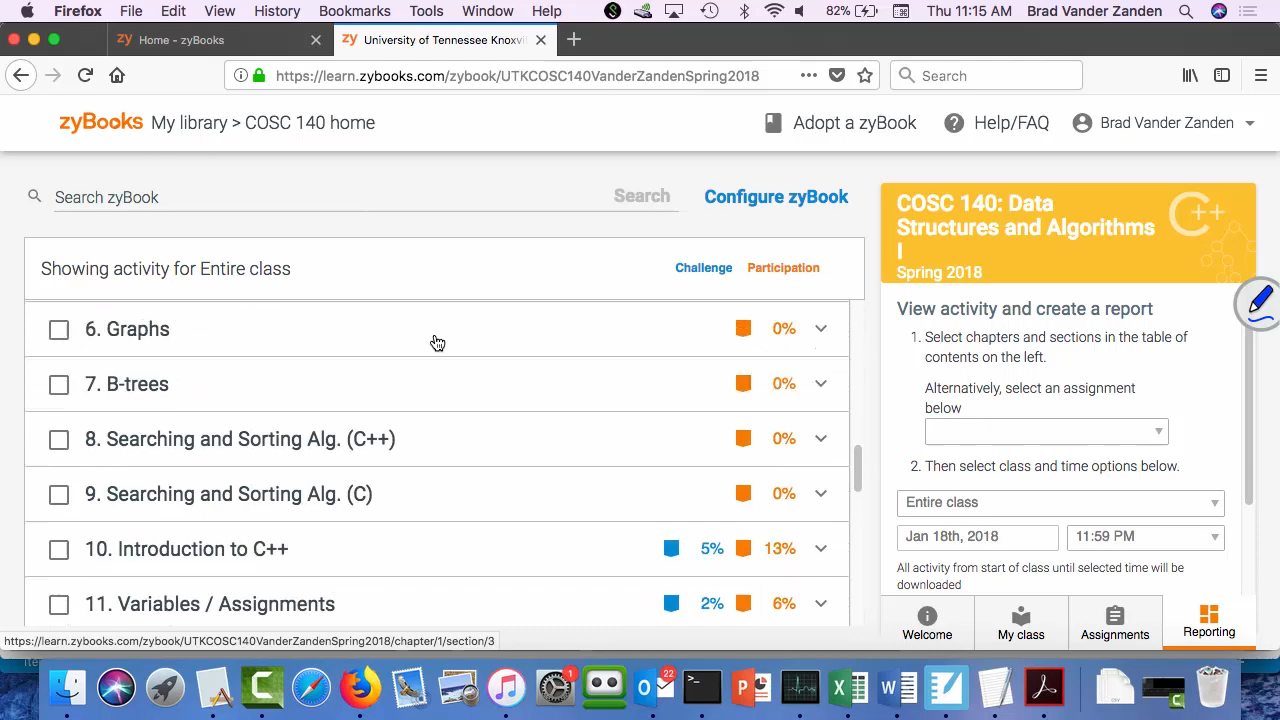 Firefox File Edit View History Bookmarks Tools Window Help 82% Thu 11:15 AM Brad Vander Zanden
zy Home - zyBooks
zy University of Tennessee Knoxvi
https://learn.zybooks.com/zybook/UTKCOSC140VanderZandenSpring2018
Search
zyBooks My library > COSC 140 home
Adopt a zyBook Help/FAQ Brad Vander Zanden
Search zyBook Search Configure zyBook
Showing activity for Entire class Challenge Participation
6. Graphs 0%
7. B-trees 0%
8. Searching and Sorting Alg. (C++) 0%
9. Searching and Sorting Alg. (C) 0%
10. Introduction to C++ 5% 13%
11. Variables / Assignments 2% 6%
COSC 140: Data
Structures and Algorithms
I
Spring 2018
C++
View activity and create a report
1. Select chapters and sections in the table of
contents on the left.
Alternatively, select an assignment
below
2. Then select class and time options below.
Entire class
Jan 18th, 2018 11:59 PM
All activity from start of class until selected time will be
downloaded
Welcome My class Assignments Reporting
https://learn.zybooks.com/zybook/UTKCOSC140VanderZandenSpring2018/chapter/1/section/3
1
22